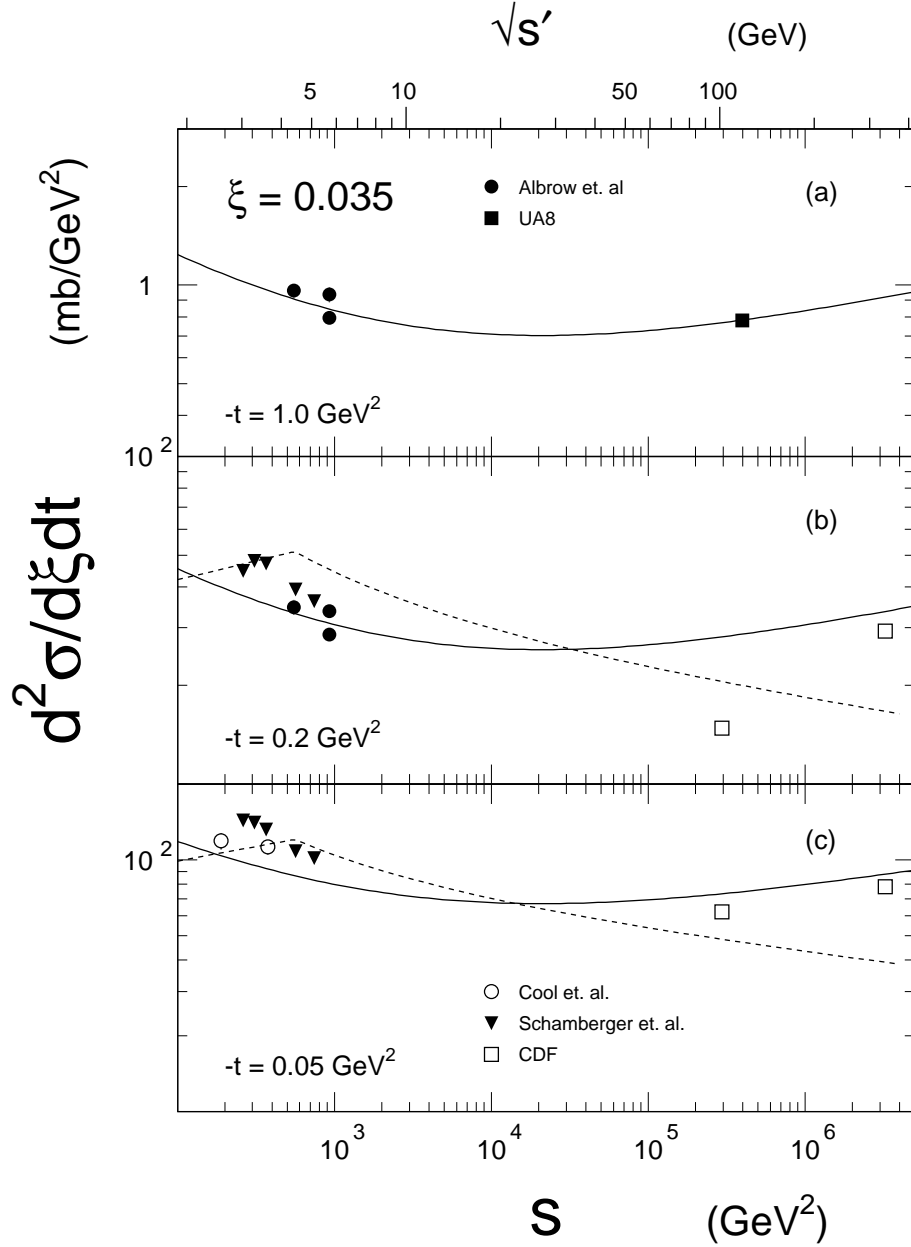 √s′ (GeV)
5 10 50 100
(mb/GeV²)
d²σ/dξdt
ξ = 0.035
Albrow et. al
UA8
(a)
1
-t = 1.0 GeV²
10²
(b)
-t = 0.2 GeV²
(c)
10²
Cool et. al.
Schamberger et. al.
CDF
-t = 0.05 GeV²
10³ 10⁴ 10⁵ 10⁶
s (GeV²)